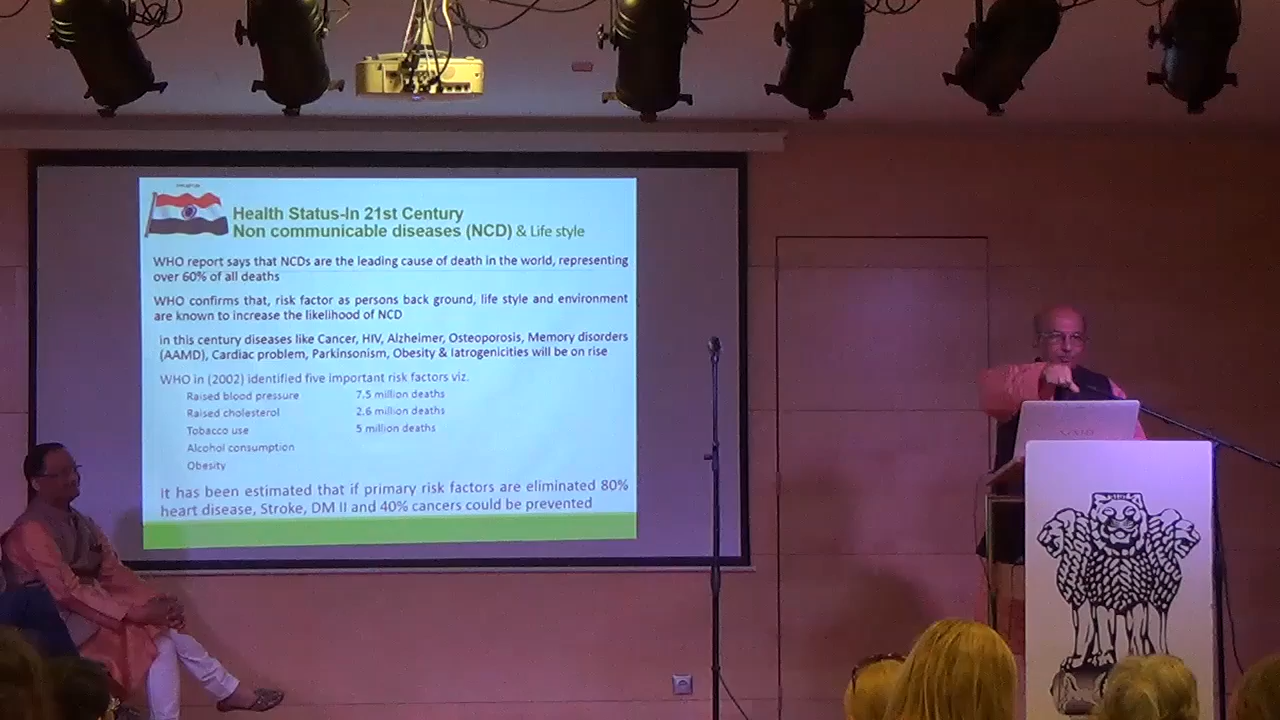 Health Status-In 21st Century
Non communicable diseases (NCD) & Life style
WHO report says that NCDs are the leading cause of death in the world, representing
over 60% of all deaths
WHO confirms that, risk factor as persons back ground, life style and environment
are known to increase the likelihood of NCD
in this century diseases like Cancer, HIV, Alzheimer, Osteoporosis, Memory disorders
(AAMD), Cardiac problem, Parkinsonism, Obesity & Iatrogenicities will be on rise
WHO in (2002) identified five important risk factors viz.
Raised blood pressure 7.5 million deaths
Raised cholesterol 2.6 million deaths
Tobacco use 5 million deaths
Alcohol consumption
Obesity
it has been estimated that if primary risk factors are eliminated 80%
heart disease, Stroke, DM II and 40% cancers could be prevented